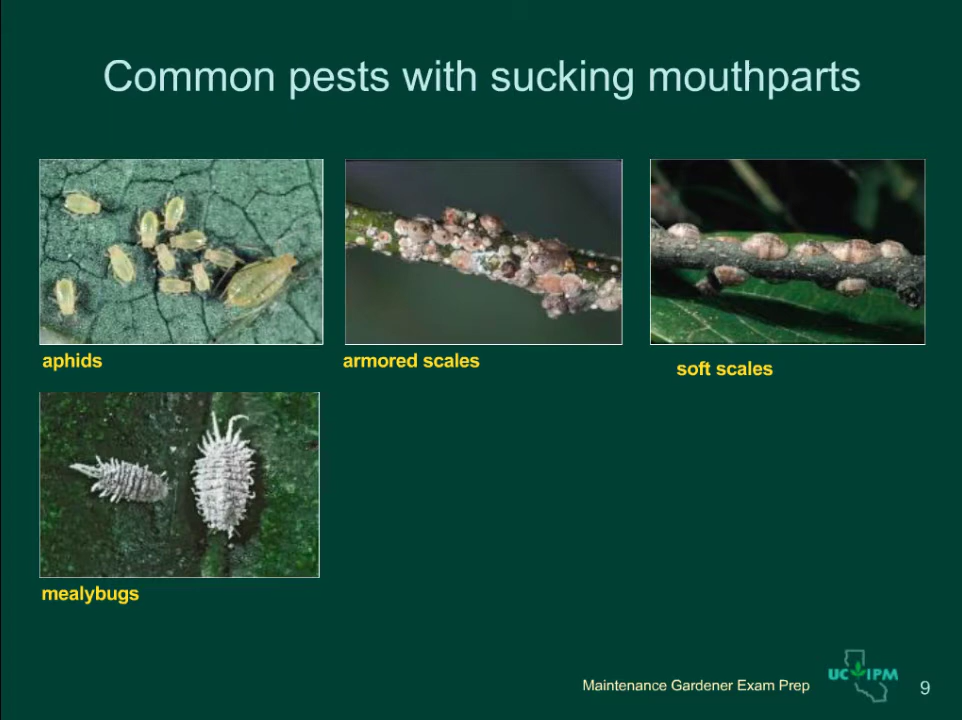 Common pests with sucking mouthparts
aphids
armored scales
soft scales
mealybugs
Maintenance Gardener Exam Prep
UC IPM
9